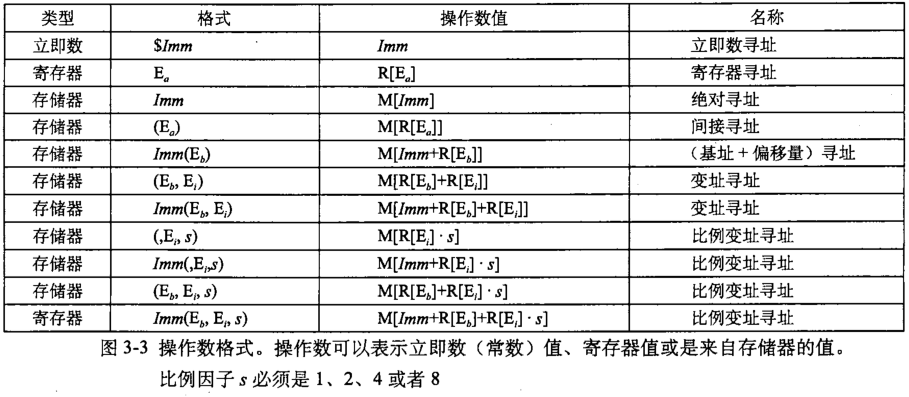 类型 格式 操作数值 名称
立即数 $Imm Imm 立即数寻址
寄存器 Eₐ R[Eₐ] 寄存器寻址
存储器 Imm M[Imm] 绝对寻址
存储器 (Eₐ) M[R[Eₐ]] 间接寻址
存储器 Imm(E_b) M[Imm+R[E_b]] （基址+偏移量）寻址
存储器 (E_b, E_i) M[R[E_b]+R[E_i]] 变址寻址
存储器 Imm(E_b, E_i) M[Imm+R[E_b]+R[E_i]] 变址寻址
存储器 (,E_i, s) M[R[E_i]·s] 比例变址寻址
存储器 Imm(,E_i,s) M[Imm+R[E_i]·s] 比例变址寻址
存储器 (E_b, E_i, s) M[R[E_b]+R[E_i]·s] 比例变址寻址
寄存器 Imm(E_b, E_i, s) M[Imm+R[E_b]+R[E_i]·s] 比例变址寻址
图 3-3 操作数格式。操作数可以表示立即数（常数）值、寄存器值或是来自存储器的值。
比例因子 s 必须是 1、2、4 或者 8